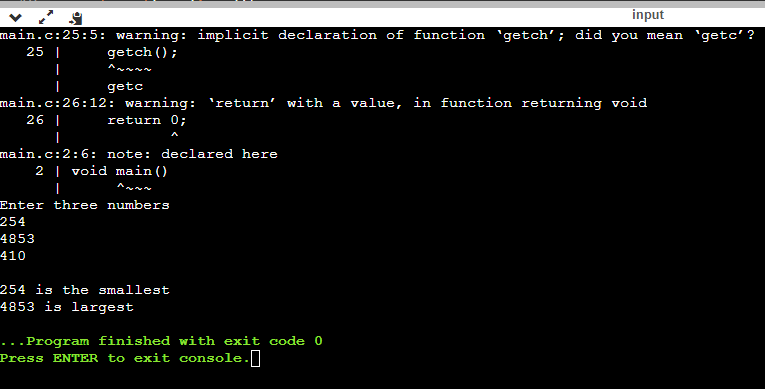 input
main.c:25:5: warning: implicit declaration of function ‘getch’; did you mean ‘getc’?
   25 |     getch();
      |     ^~~~~
      |     getc
main.c:26:12: warning: ‘return’ with a value, in function returning void
   26 |     return 0;
      |            ^
main.c:2:6: note: declared here
    2 | void main()
      |      ^~~~
Enter three numbers
254
4853
410
254 is the smallest
4853 is largest
...Program finished with exit code 0
Press ENTER to exit console.